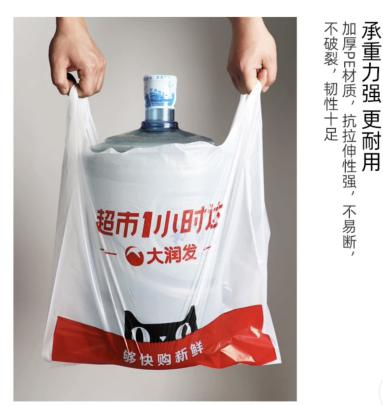 承重力强 更耐用
加厚PE材质，抗拉伸性强，不易断，
不破裂，韧性十足
超市1小时达
大润发
够快购新鲜